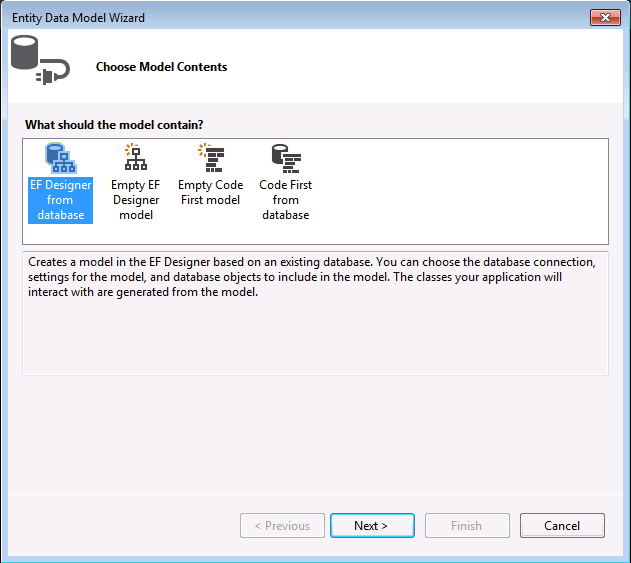 Entity Data Model Wizard
Choose Model Contents
What should the model contain?
EF Designer
from
database
Empty EF
Designer
model
Empty Code
First model
Code First
from
database
Creates a model in the EF Designer based on an existing database. You can choose the database connection,
settings for the model, and database objects to include in the model. The classes your application will
interact with are generated from the model.
< Previous
Next >
Finish
Cancel